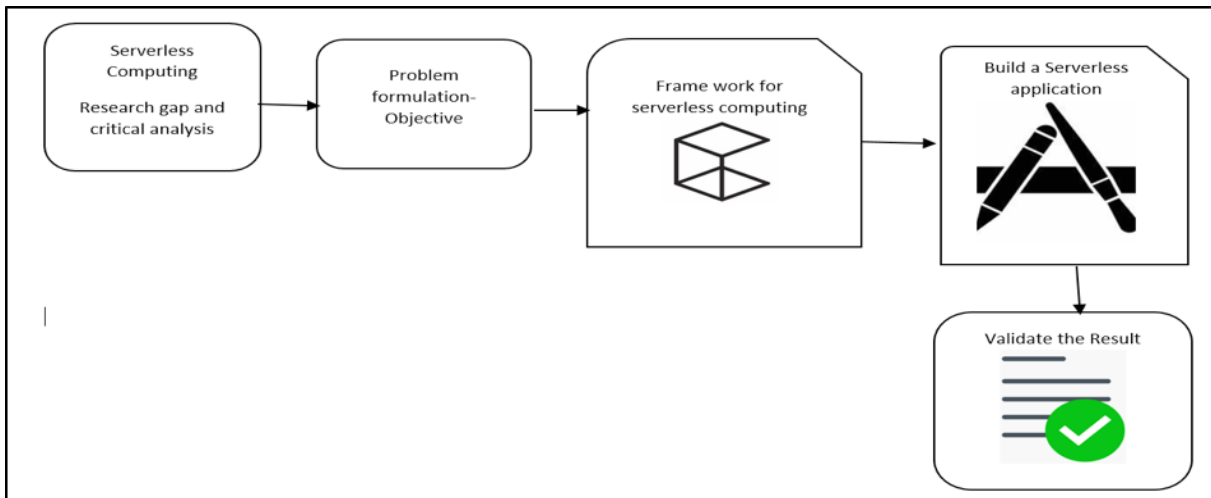 Serverless
Computing
Research gap and
critical analysis
Problem
formulation-
Objective
Frame work for
serverless computing
Build a Serverless
application
Validate the Result